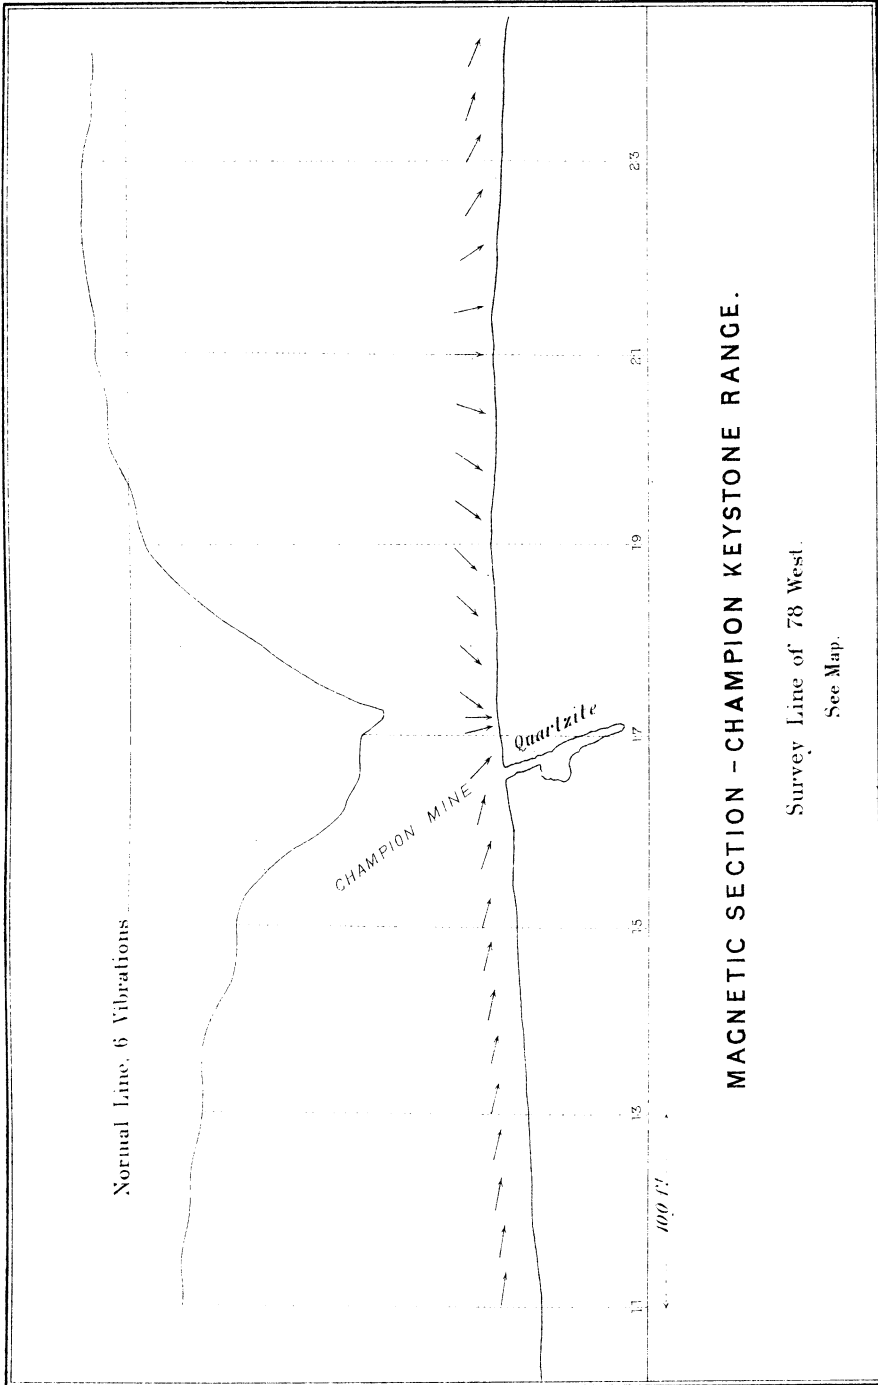 Normal Line. 6 Vibrations
CHAMPION MINE
Quartzite
11
13
15
17
19
21
23
100 ft
MAGNETIC SECTION – CHAMPION KEYSTONE RANGE.
Survey Line of 78 West.
See Map.